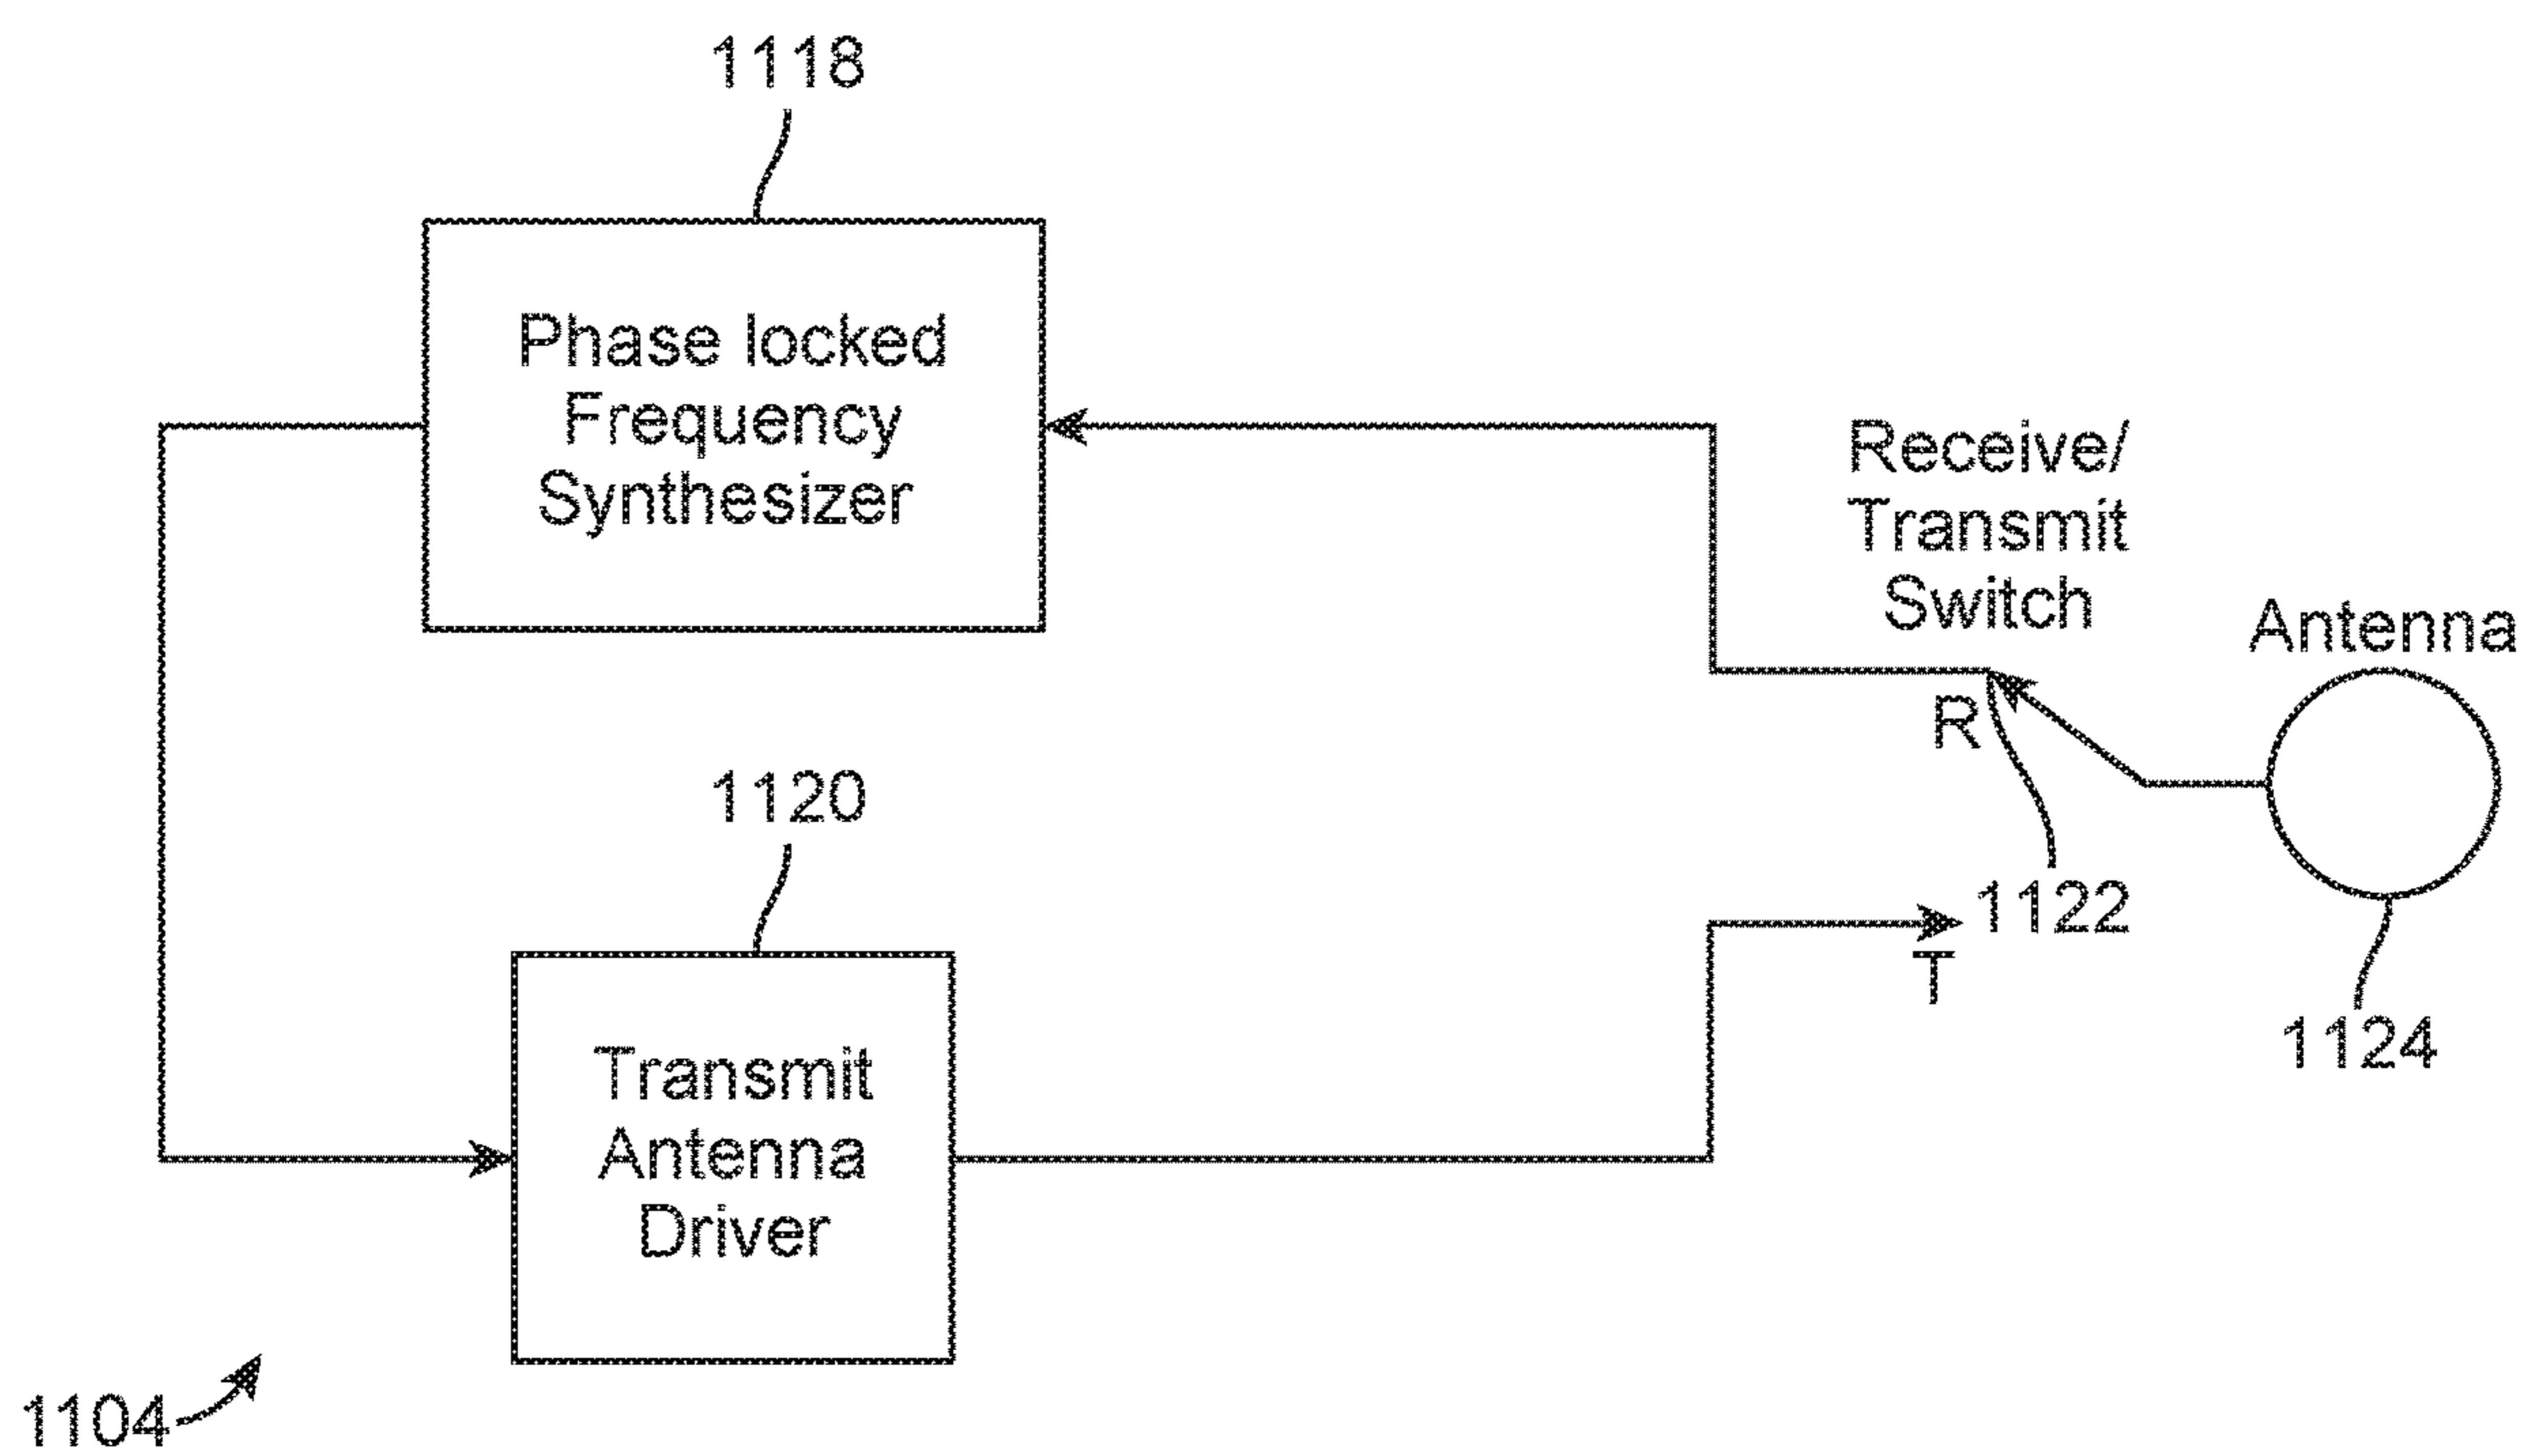 1118
Phase locked
Frequency
Synthesizer
Receive/
Transmit
Switch
Antenna
R
1120
1122
T
1124
Transmit
Antenna
Driver
1104